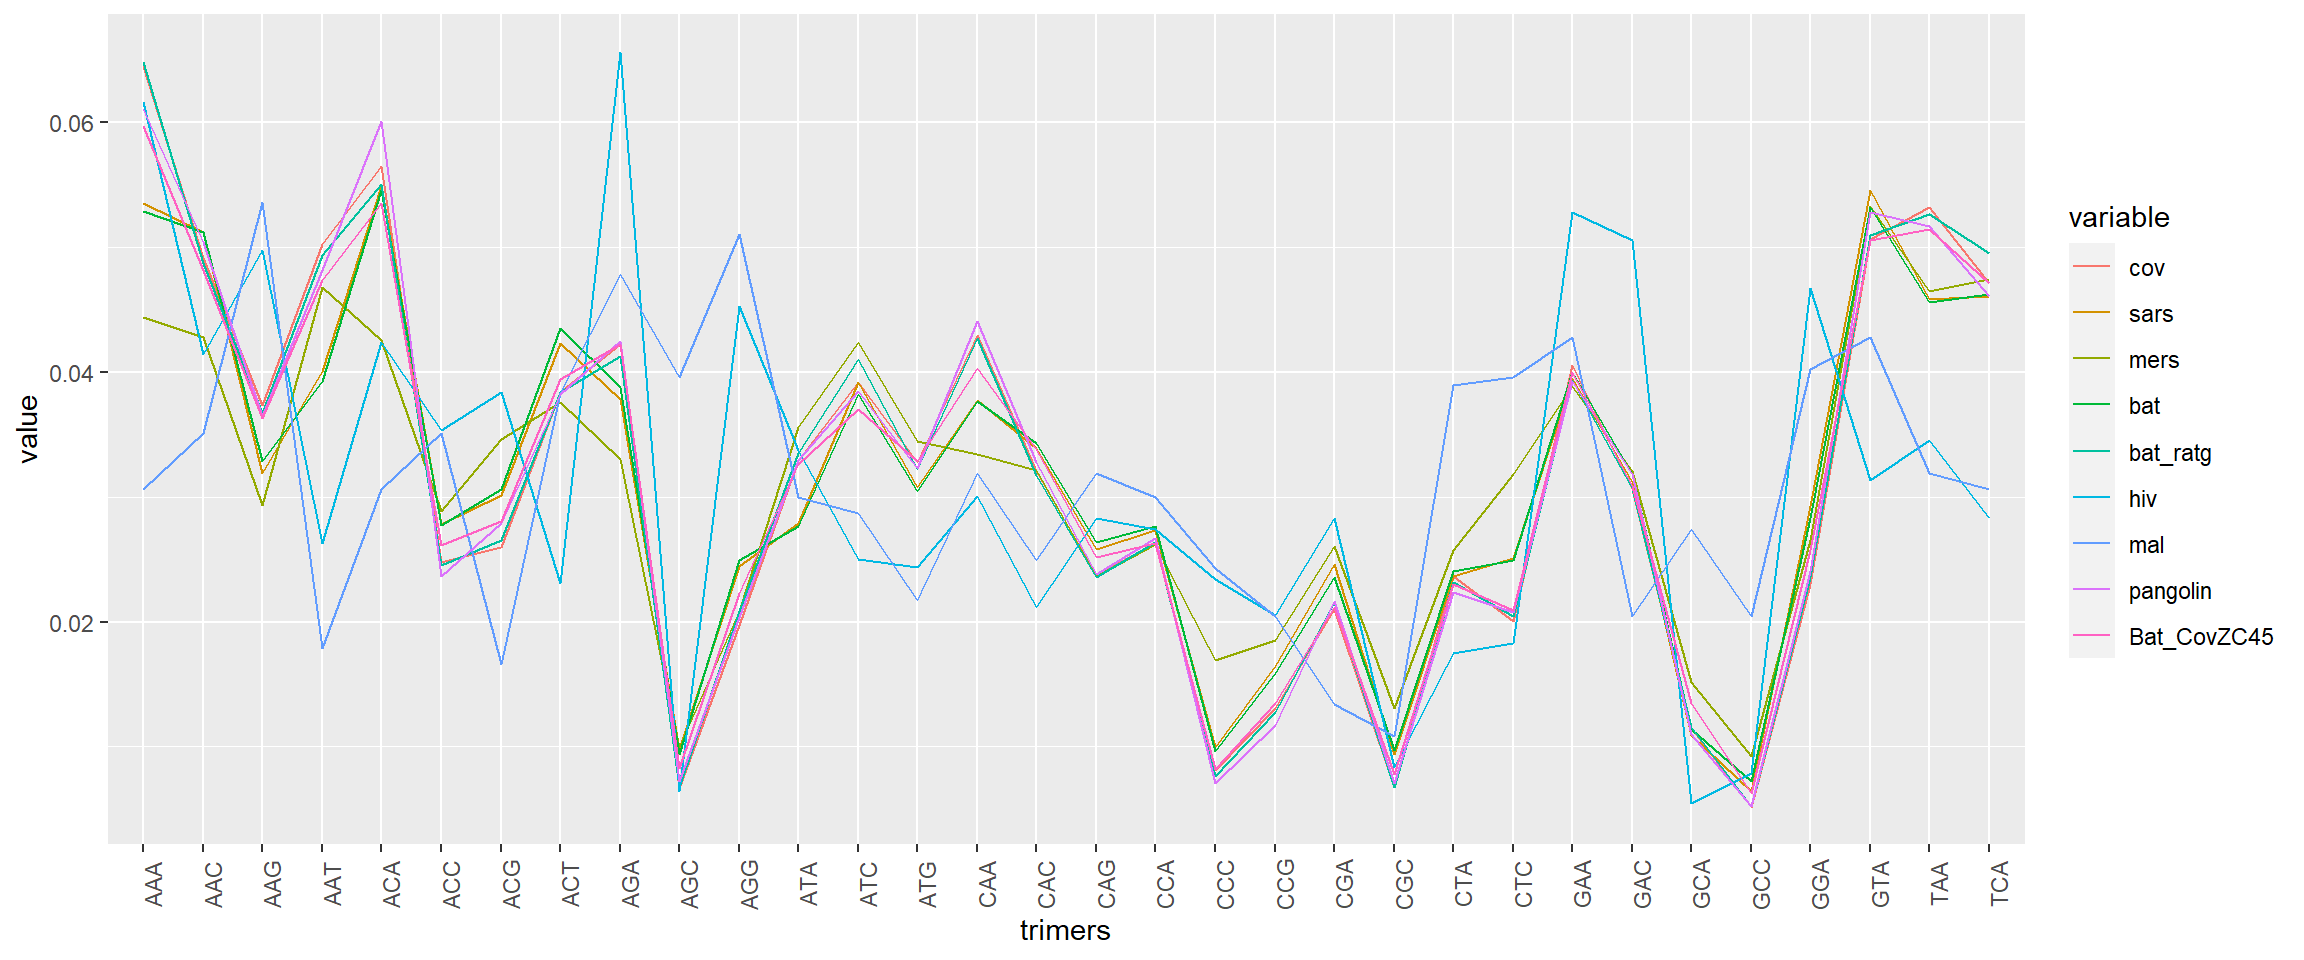 value
0.06
0.04
0.02
AAA AAC AAG AAT ACA ACC ACG ACT AGA AGC AGG ATA ATC ATG CAA CAC CAG CCA CCC CCG CGA CGC CTA CTC GAA GAC GCA GCC GGA GTA TAA TCA
trimers
variable
cov
sars
mers
bat
bat_ratg
hiv
mal
pangolin
Bat_CovZC45